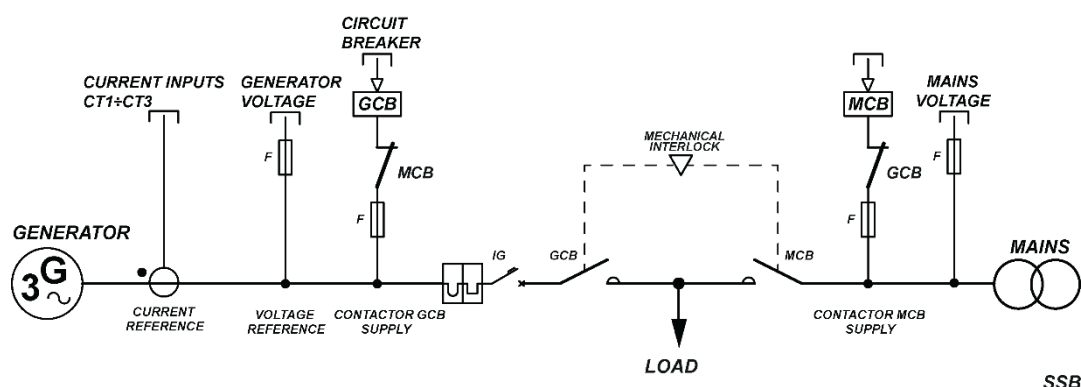 CIRCUIT
BREAKER
CURRENT INPUTS
CT1÷CT3
GENERATOR
VOLTAGE
GCB
MCB
MAINS
VOLTAGE
MECHANICAL
INTERLOCK
F
MCB
F
GCB
F
F
GENERATOR
3G
IG
GCB
MCB
MAINS
CURRENT
REFERENCE
VOLTAGE
REFERENCE
CONTACTOR GCB
SUPPLY
CONTACTOR MCB
SUPPLY
LOAD
SSB